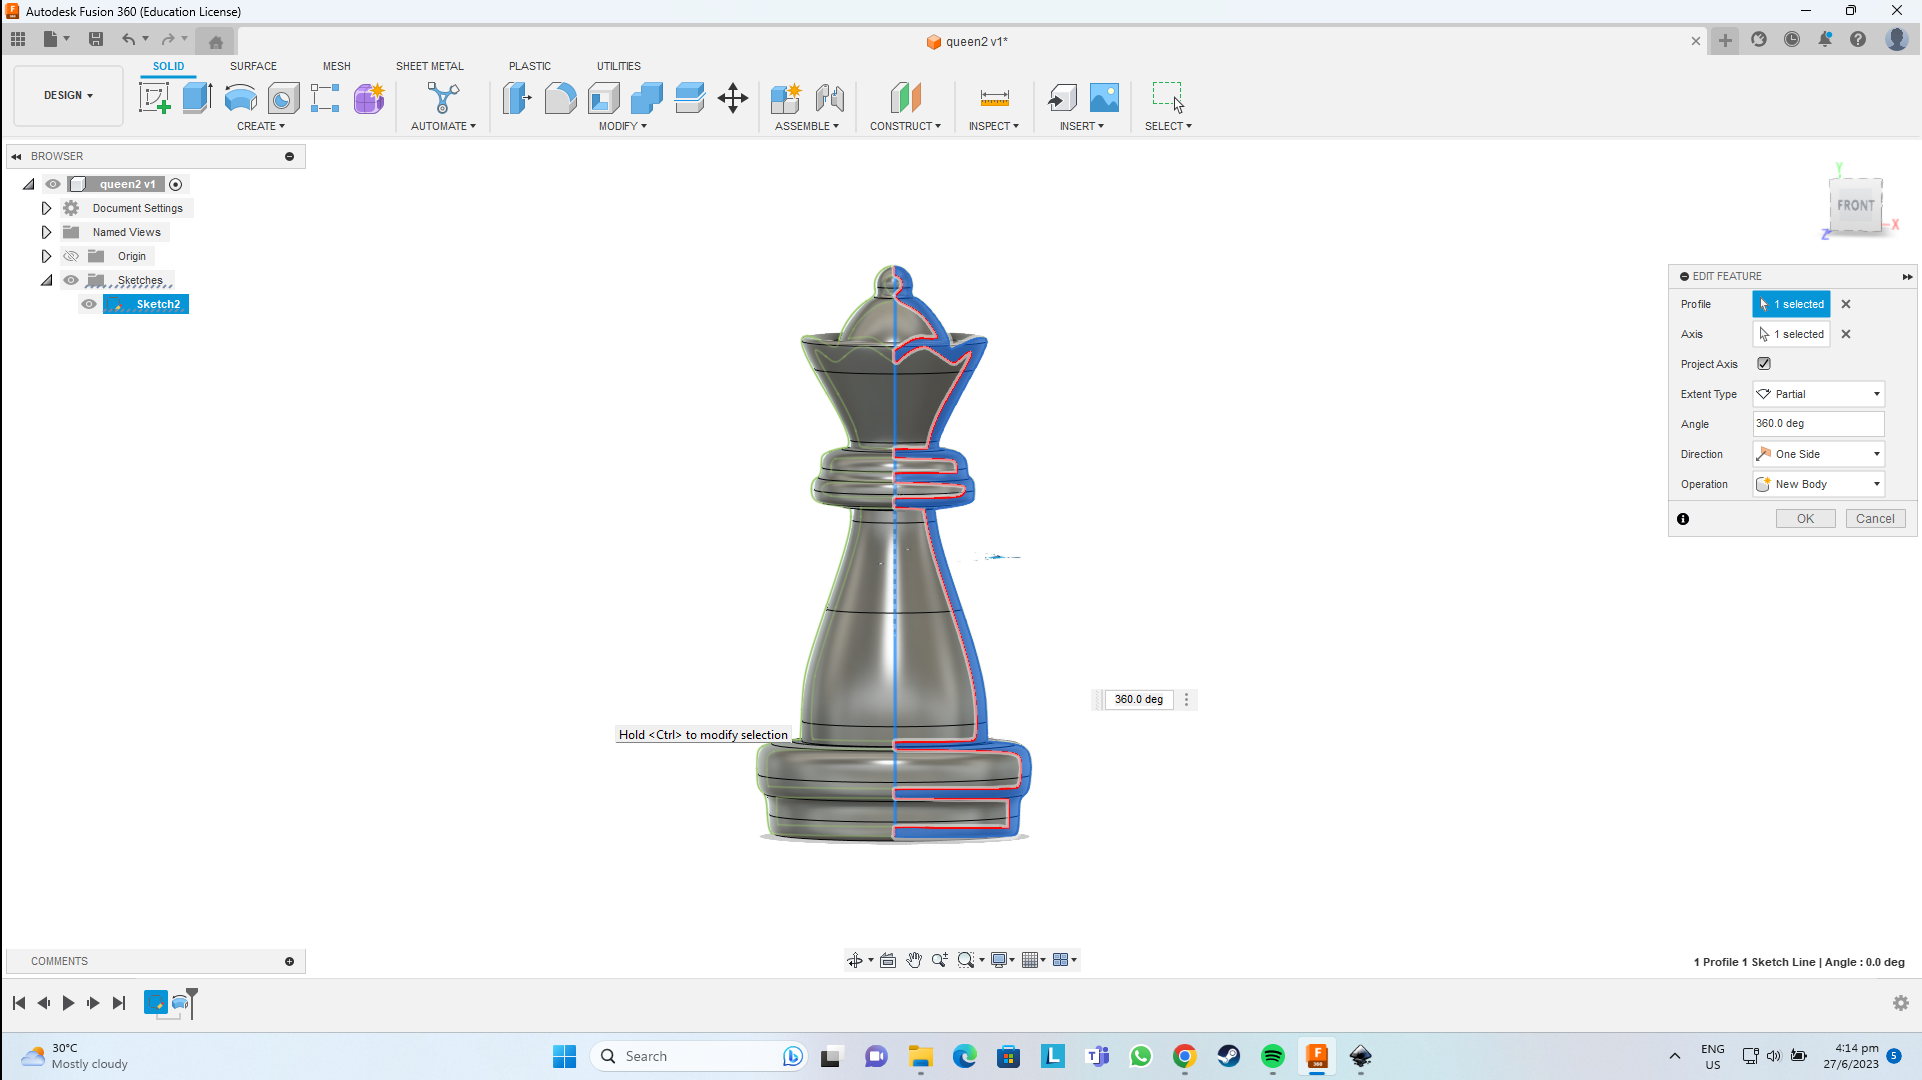 Autodesk Fusion 360 (Education License)
queen2 v1*
SOLID SURFACE MESH SHEET METAL PLASTIC UTILITIES
DESIGN
CREATE AUTOMATE MODIFY ASSEMBLE CONSTRUCT INSPECT INSERT SELECT
BROWSER
queen2 v1
Document Settings
Named Views
Origin
Sketches
Sketch2
Y
FRONT
X
Z
EDIT FEATURE
Profile 1 selected
Axis 1 selected
Project Axis
Extent Type Partial
Angle 360.0 deg
Direction One Side
Operation New Body
OK Cancel
360.0 deg
Hold <Ctrl> to modify selection
COMMENTS
1 Profile 1 Sketch Line | Angle : 0.0 deg
30°C
Mostly cloudy
Search
L
F
360
ENG
US
4:14 pm
27/6/2023
5